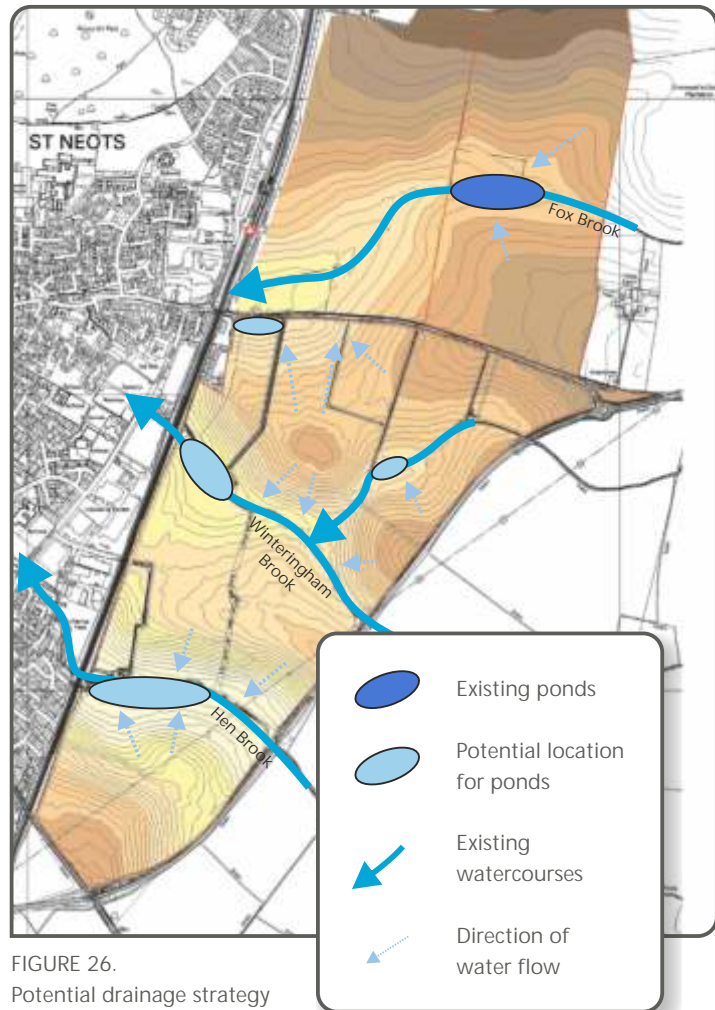 ST NEOTS
Fox Brook
Winteringham
Brook
Hen Brook
Existing ponds
Potential location
for ponds
Existing
watercourses
Direction of
water flow
FIGURE 26.
Potential drainage strategy